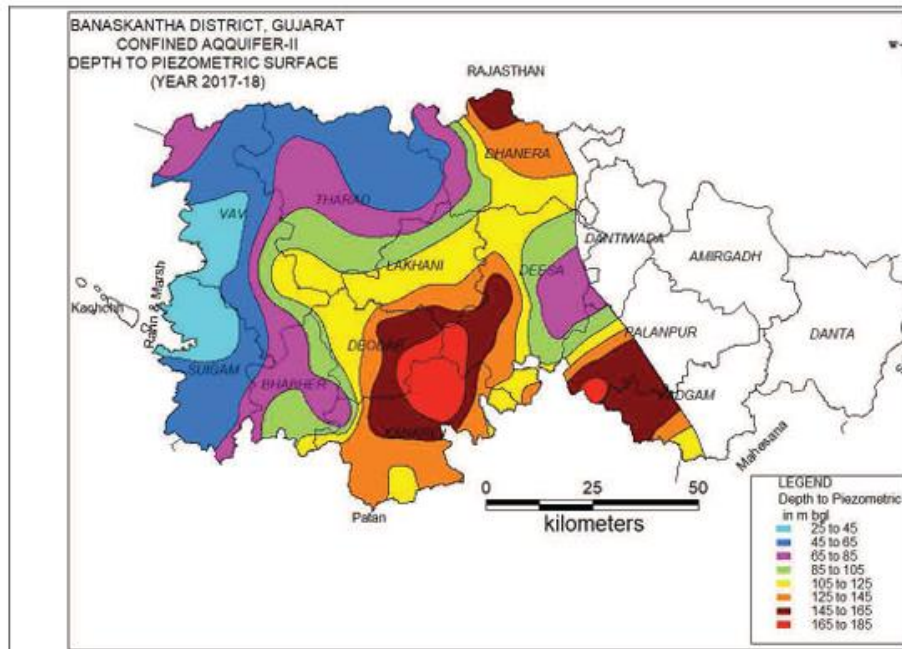 BANASKANTHA DISTRICT, GUJARAT
CONFINED AQQUIFER-II
DEPTH TO PIEZOMETRIC SURFACE
(YEAR 2017-18)
RAJASTHAN
DHANERA
THARAD
VAV
DANTIWADA
AMIRGADH
LAKHANI
DEESA
Rann & Marsh
PALANPUR
DANTA
DEODAR
SUIGAM
BHABHER
Mahesana
Patan
0 25 50
kilometers
LEGEND
Depth to Piezometric
in m bgl
25 to 45
45 to 65
65 to 85
85 to 105
105 to 125
125 to 145
145 to 165
165 to 185